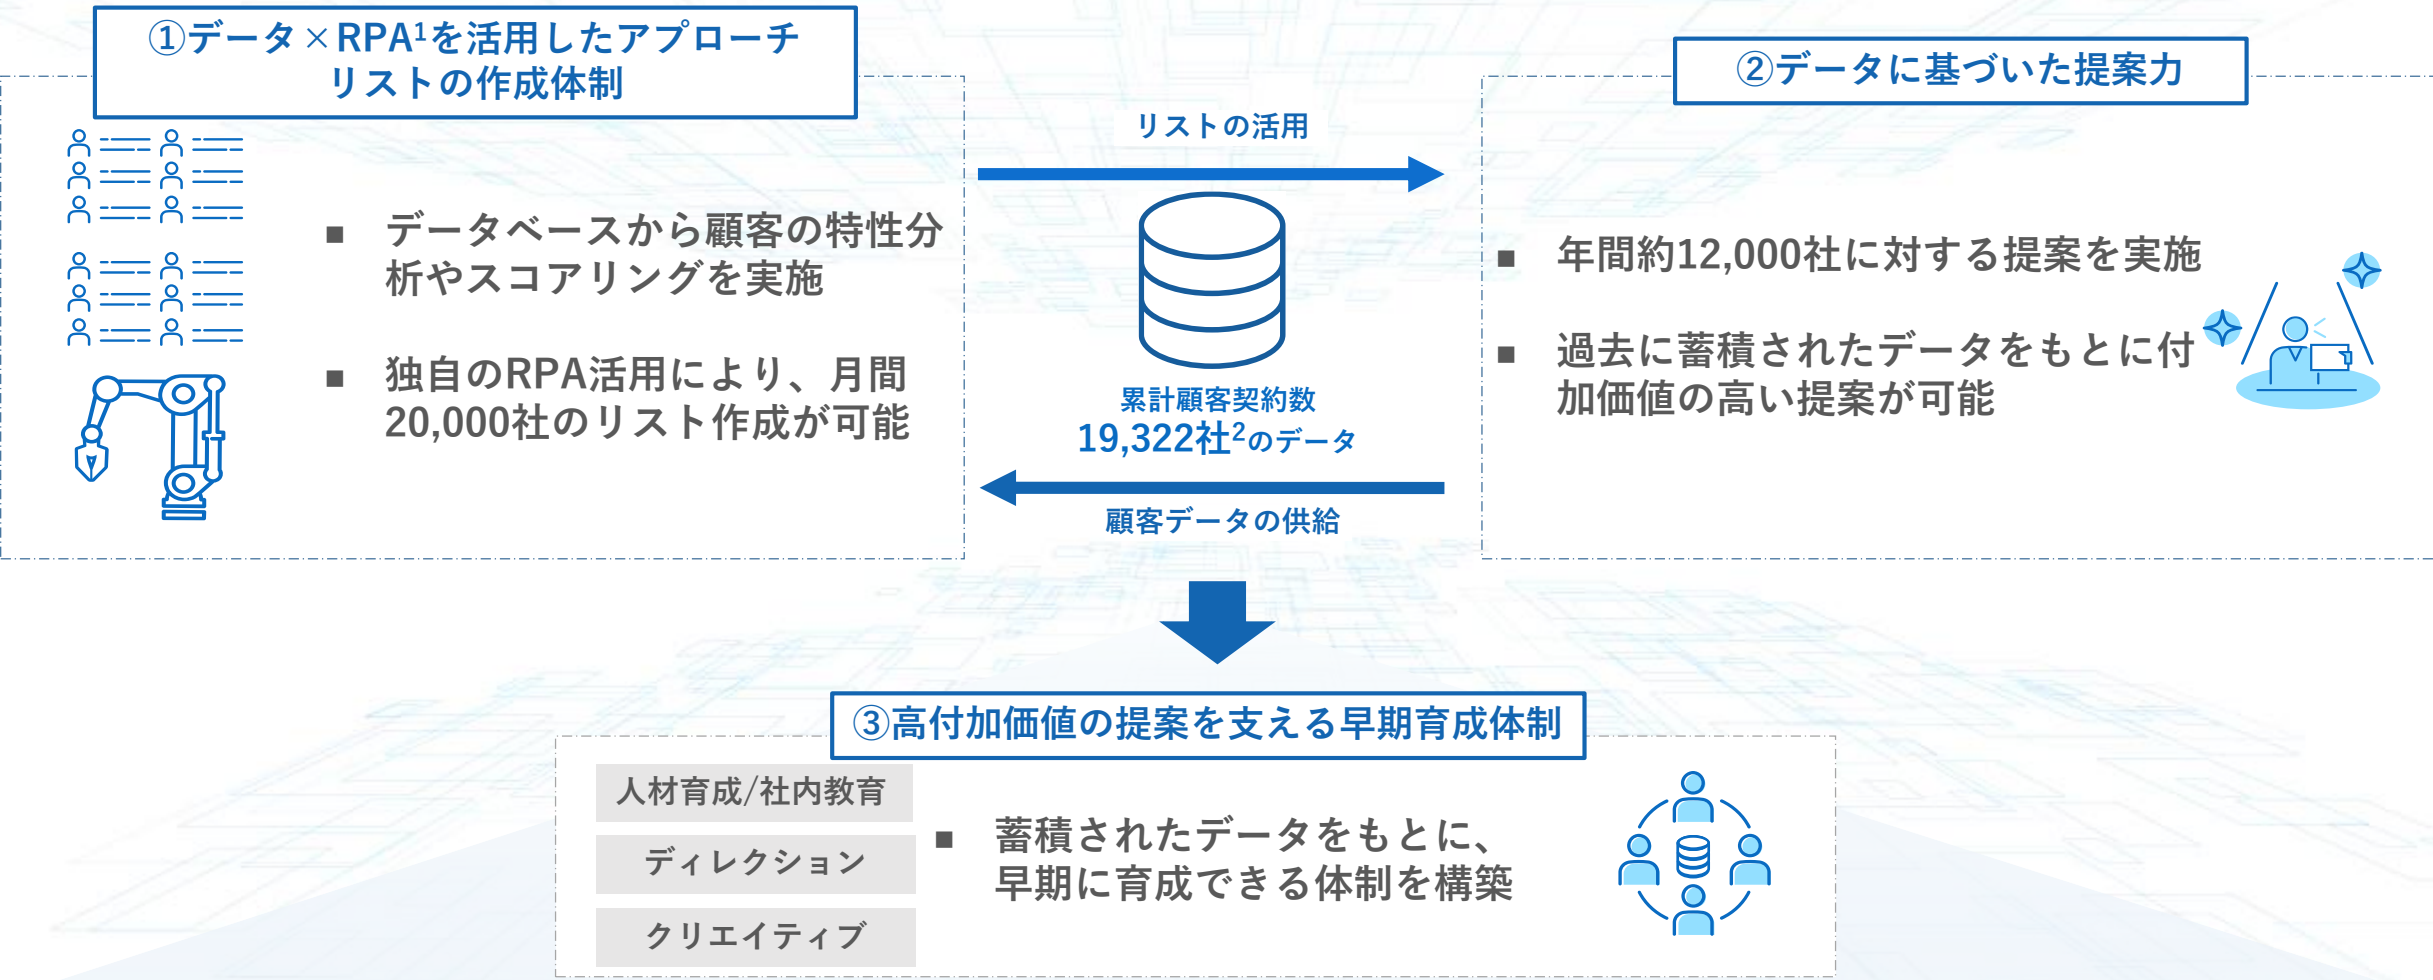 ①データ×RPA¹を活用したアプローチ
リストの作成体制
■ データベースから顧客の特性分
析やスコアリングを実施
■ 独自のRPA活用により、月間
20,000社のリスト作成が可能
リストの活用
累計顧客契約数
19,322社²のデータ
顧客データの供給
②データに基づいた提案力
■ 年間約12,000社に対する提案を実施
■ 過去に蓄積されたデータをもとに付
加価値の高い提案が可能
③高付加価値の提案を支える早期育成体制
人材育成/社内教育
ディレクション
クリエイティブ
■ 蓄積されたデータをもとに、
早期に育成できる体制を構築